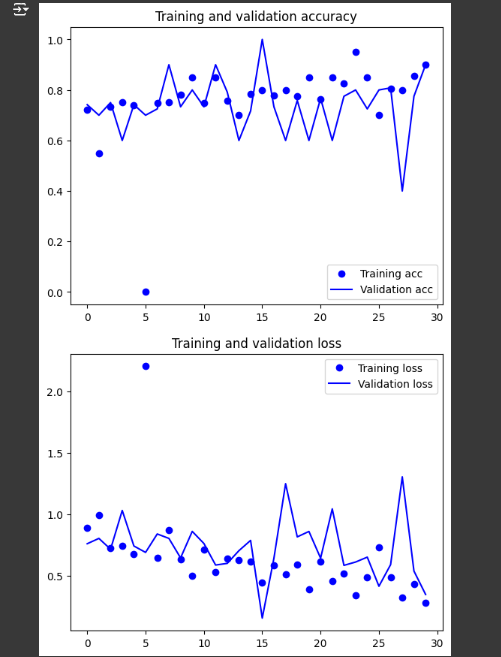 Training and validation accuracy
1.0
0.8
0.6
0.4
0.2
0.0
Training acc
Validation acc
0 5 10 15 20 25 30
Training and validation loss
2.0
1.5
1.0
0.5
Training loss
Validation loss
0 5 10 15 20 25 30